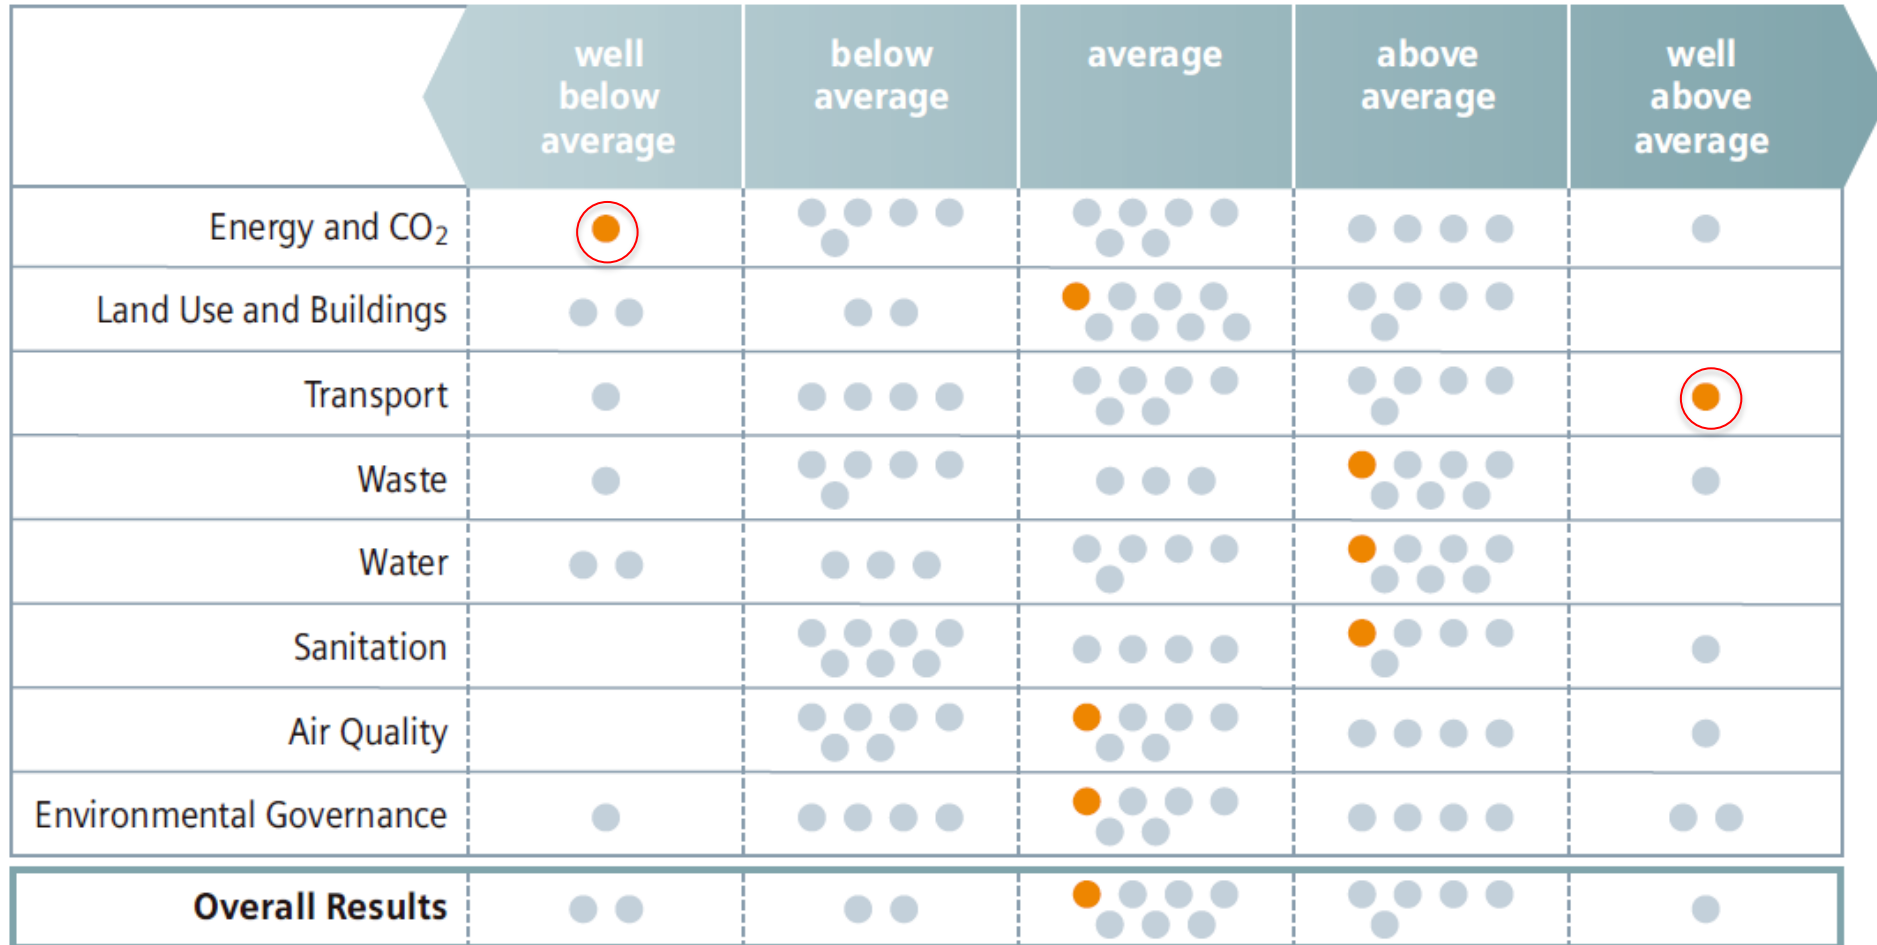 well
below
average
below
average
average
above
average
well
above
average
Energy and CO₂
Land Use and Buildings
Transport
Waste
Water
Sanitation
Air Quality
Environmental Governance
Overall Results